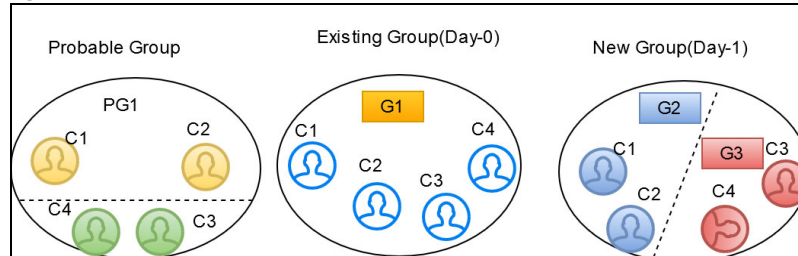 Probable Group
PG1
C1
C2
C4
C3
Existing Group(Day-0)
G1
C1
C4
C2
C3
New Group(Day-1)
G2
C1
G3
C3
C2
C4